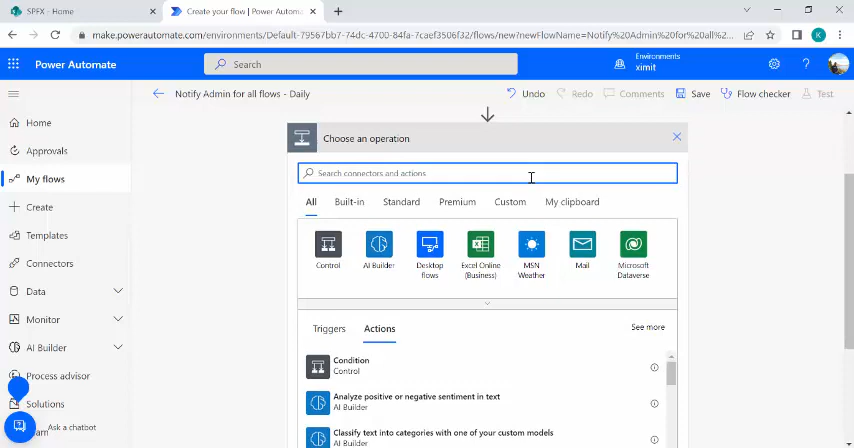 SPFX - Home
Create your flow | Power Automa
make.powerautomate.com/environments/Default-79567bb7-74dc-4700-84fa-7caef3506f32/flows/new?newFlowName=Notify%20Admin%20for%20all...
K
Power Automate
Search
Environments
ximit
Notify Admin for all flows - Daily
Undo
Redo
Comments
Save
Flow checker
Test
Home
Approvals
My flows
Create
Templates
Connectors
Data
Monitor
AI Builder
Process advisor
Solutions
Ask a chatbot
Choose an operation
Search connectors and actions
All
Built-in
Standard
Premium
Custom
My clipboard
Control
AI Builder
Desktop
flows
Excel Online
(Business)
MSN
Weather
Mail
Microsoft
Dataverse
Triggers
Actions
See more
Condition
Control
Analyze positive or negative sentiment in text
AI Builder
Classify text into categories with one of your custom models
AI Builder